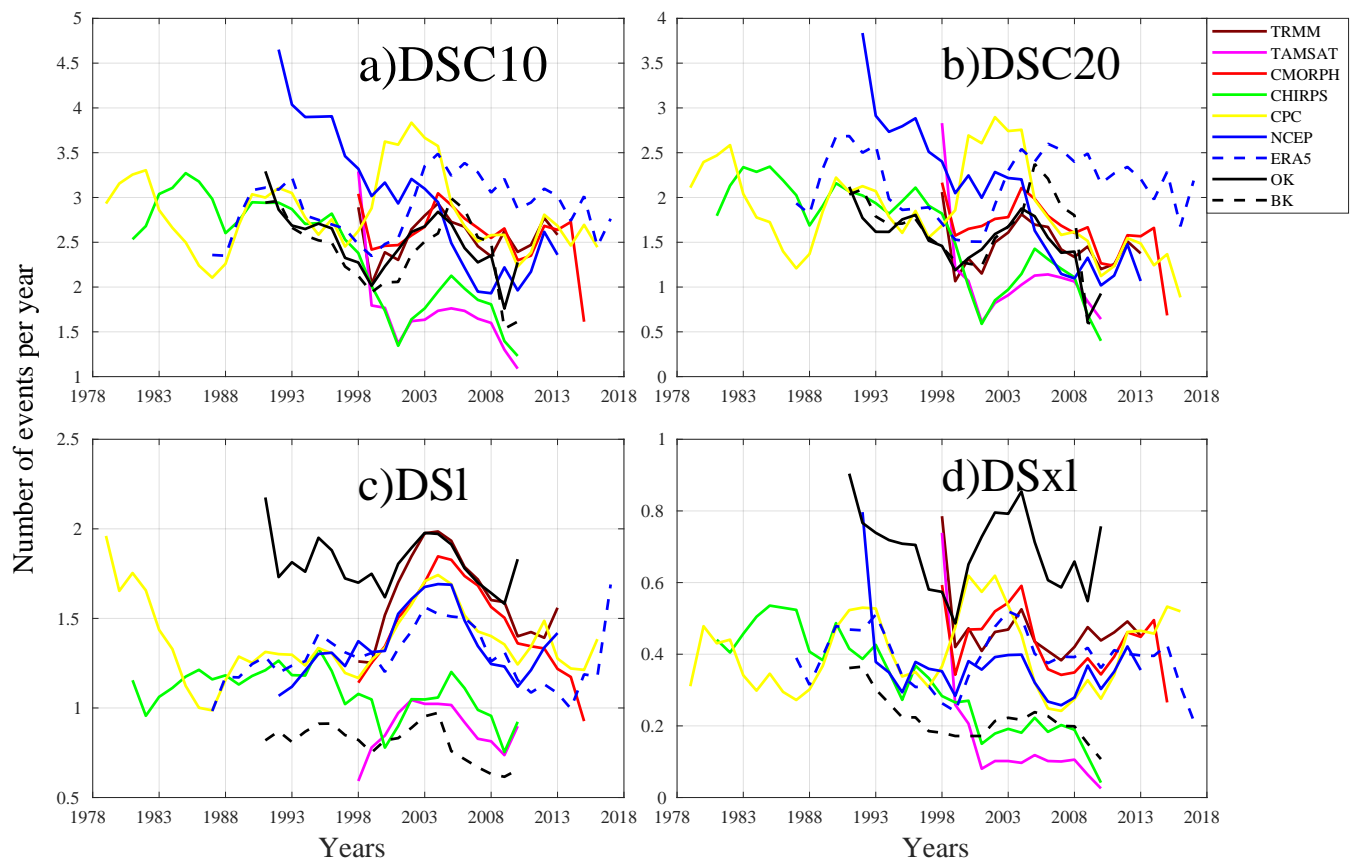 a)DSC10
5
4.5
4
3.5
3
2.5
2
1.5
1
1978 1983 1988 1993 1998 2003 2008 2013 2018
b)DSC20
4
3.5
3
2.5
2
1.5
1
0.5
0
1978 1983 1988 1993 1998 2003 2008 2013 2018
TRMM
TAMSAT
CMORPH
CHIRPS
CPC
NCEP
ERA5
OK
BK
Number of events per year
c)DSl
2.5
2
1.5
1
0.5
1978 1983 1988 1993 1998 2003 2008 2013 2018
Years
d)DSxl
1
0.8
0.6
0.4
0.2
0
1978 1983 1988 1993 1998 2003 2008 2013 2018
Years